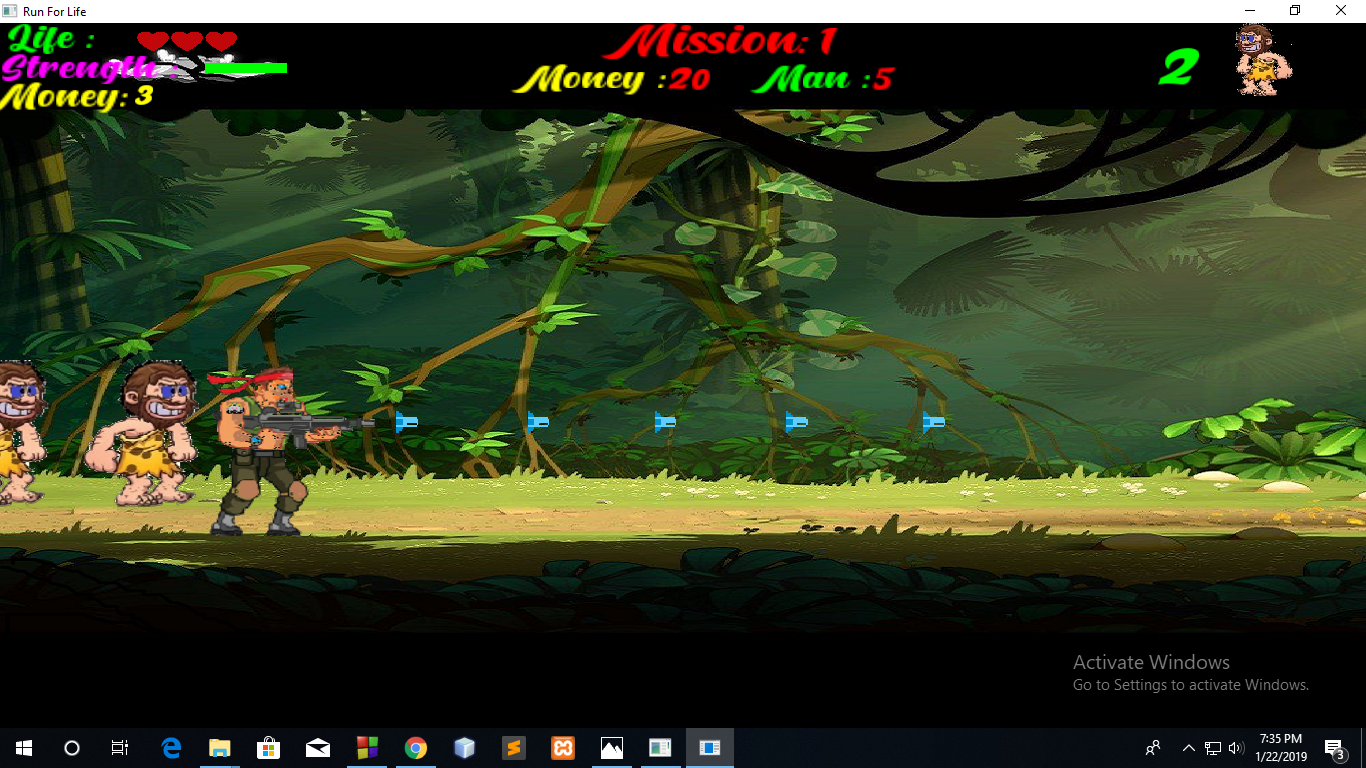 Run For Life
Life :
Strength :
Money: 3
Mission: 1
Money :20 Man :5
2
Activate Windows
Go to Settings to activate Windows.
7:35 PM
1/22/2019
3